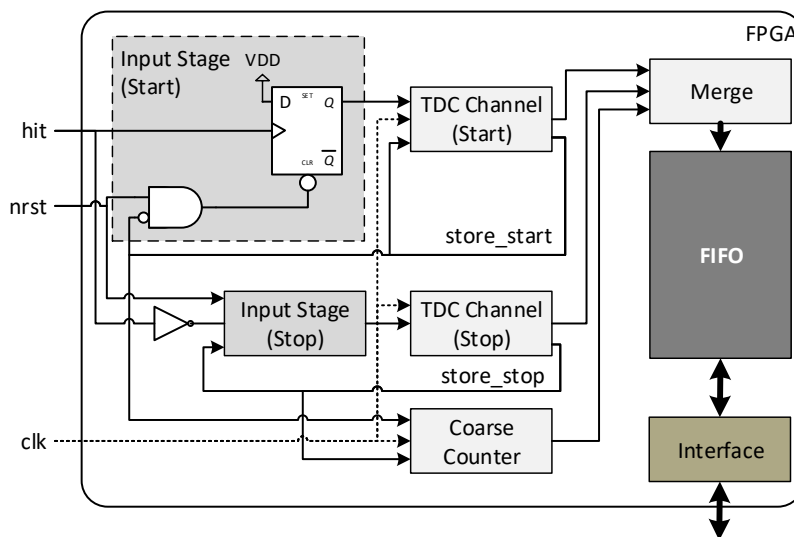 FPGA
Input Stage
(Start)
VDD
D
SET
Q
CLR
Q
hit
nrst
TDC Channel
(Start)
Merge
store_start
FIFO
Input Stage
(Stop)
TDC Channel
(Stop)
store_stop
clk
Coarse
Counter
Interface